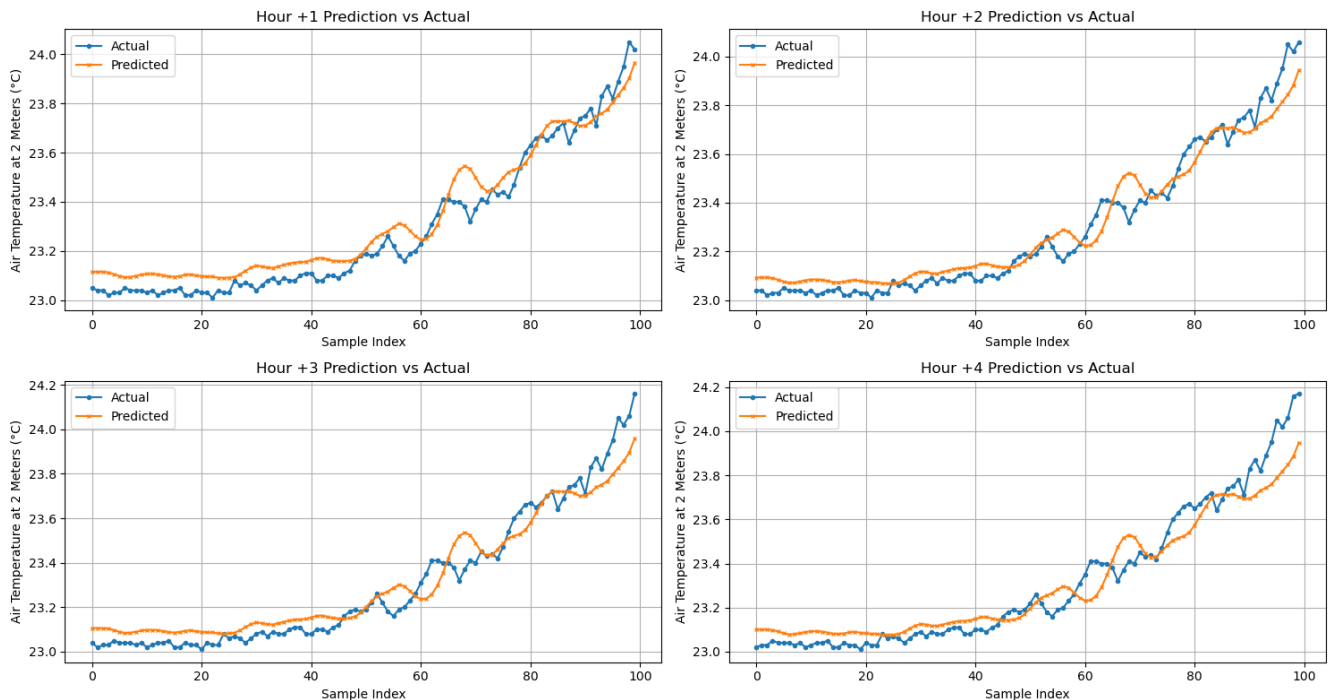 Hour +1 Prediction vs Actual
Actual
Predicted
Air Temperature at 2 Meters (°C)
24.0
23.8
23.6
23.4
23.2
23.0
0 20 40 60 80 100
Sample Index
Hour +2 Prediction vs Actual
Actual
Predicted
Air Temperature at 2 Meters (°C)
24.0
23.8
23.6
23.4
23.2
23.0
0 20 40 60 80 100
Sample Index
Hour +3 Prediction vs Actual
Actual
Predicted
Air Temperature at 2 Meters (°C)
24.2
24.0
23.8
23.6
23.4
23.2
23.0
0 20 40 60 80 100
Sample Index
Hour +4 Prediction vs Actual
Actual
Predicted
Air Temperature at 2 Meters (°C)
24.2
24.0
23.8
23.6
23.4
23.2
23.0
0 20 40 60 80 100
Sample Index